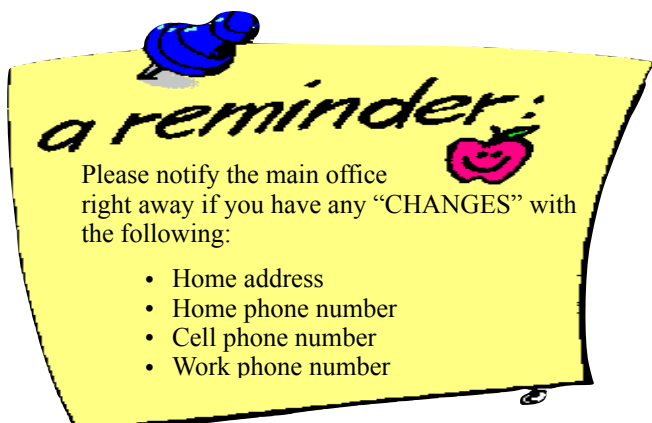 a reminder:
Please notify the main office
right away if you have any “CHANGES” with
the following:
• Home address
• Home phone number
• Cell phone number
• Work phone number